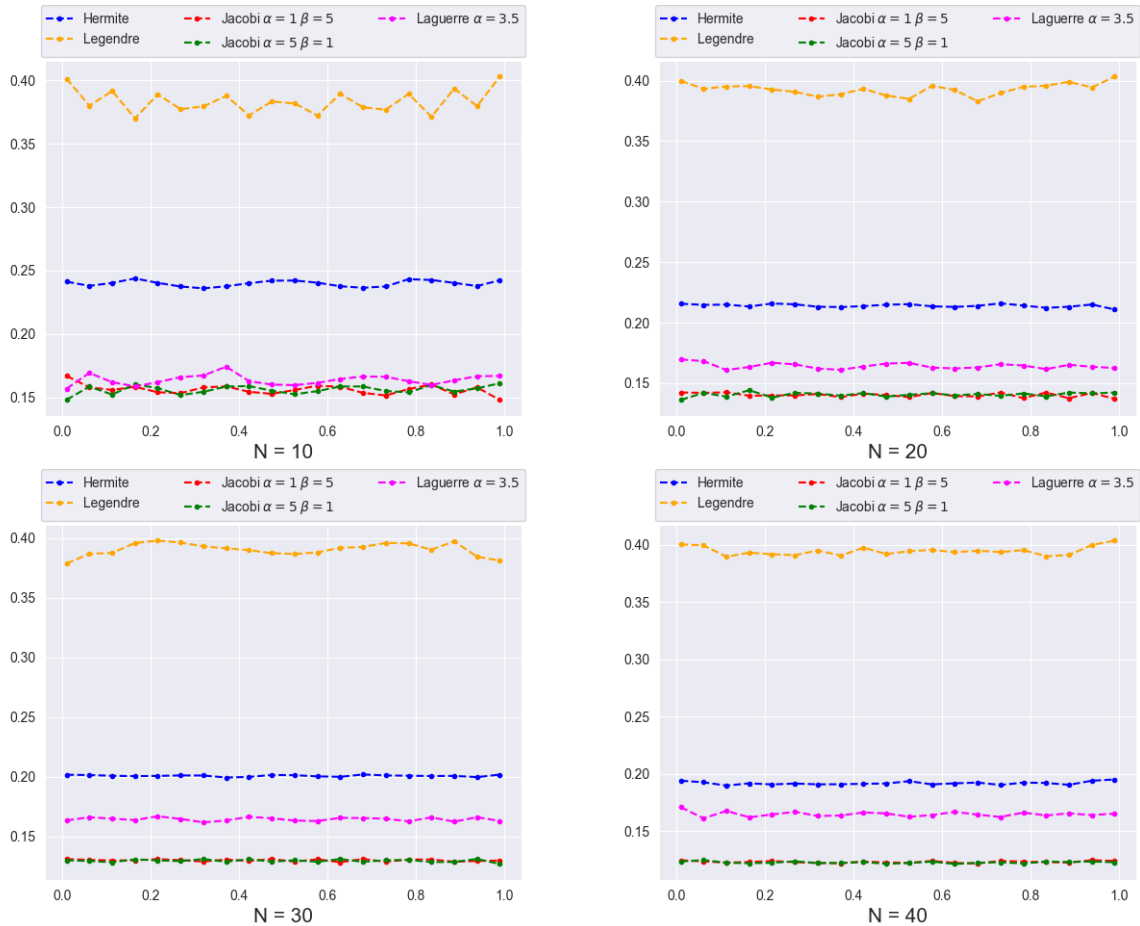 Hermite Jacobi α = 1 β = 5 Laguerre α = 3.5
Legendre Jacobi α = 5 β = 1
0.40
0.35
0.30
0.25
0.20
0.15
0.0 0.2 0.4 0.6 0.8 1.0
N = 10
Hermite Jacobi α = 1 β = 5 Laguerre α = 3.5
Legendre Jacobi α = 5 β = 1
0.40
0.35
0.30
0.25
0.20
0.15
0.0 0.2 0.4 0.6 0.8 1.0
N = 20
Hermite Jacobi α = 1 β = 5 Laguerre α = 3.5
Legendre Jacobi α = 5 β = 1
0.40
0.35
0.30
0.25
0.20
0.15
0.0 0.2 0.4 0.6 0.8 1.0
N = 30
Hermite Jacobi α = 1 β = 5 Laguerre α = 3.5
Legendre Jacobi α = 5 β = 1
0.40
0.35
0.30
0.25
0.20
0.15
0.0 0.2 0.4 0.6 0.8 1.0
N = 40